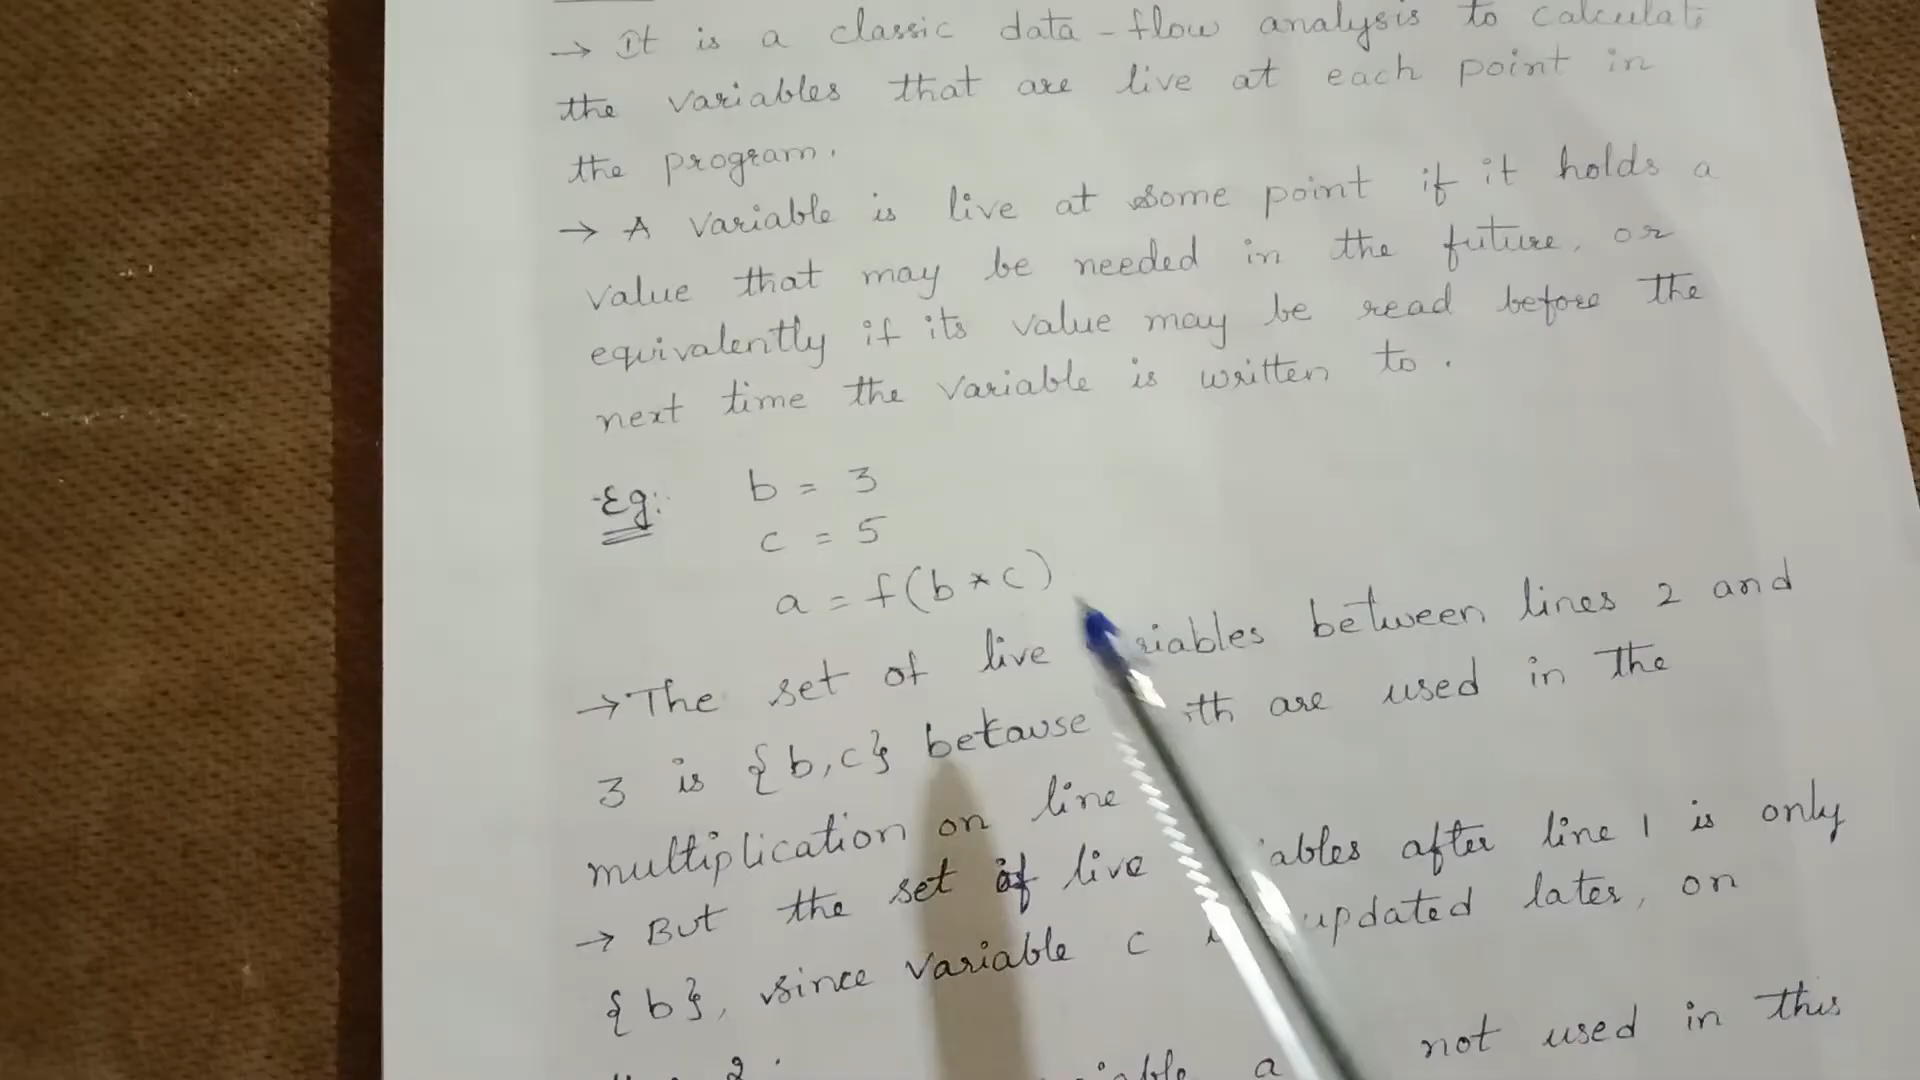 → It is a classic data-flow analysis to calculate
the variables that are live at each point in
the program.
→ A variable is live at some point if it holds a
value that may be needed in the future, or
equivalently if its value may be read before the
next time the variable is written to.
Eg: b = 3
c = 5
a = f(b*c)
→ The set of live riables between lines 2 and
3 is {b,c} because th are used in the
multiplication on line
→ But the set of live ables after line 1 is only
{b}, since variable c updated later, on
2. a not used in this